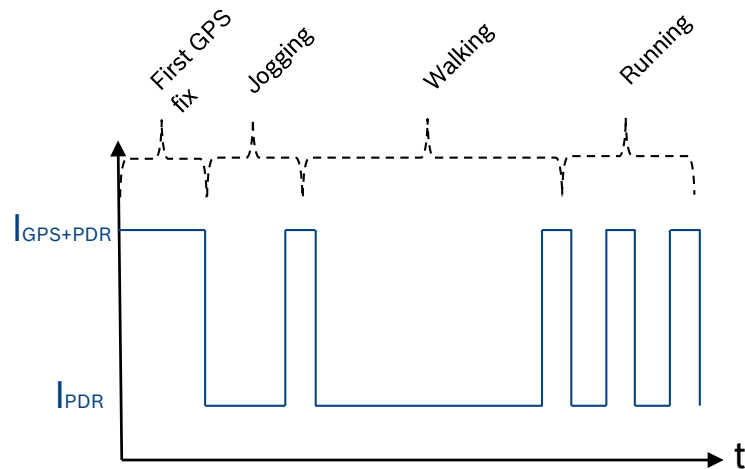 First GPS
fix
Jogging
Walking
Running
IGPS+PDR
IPDR
t